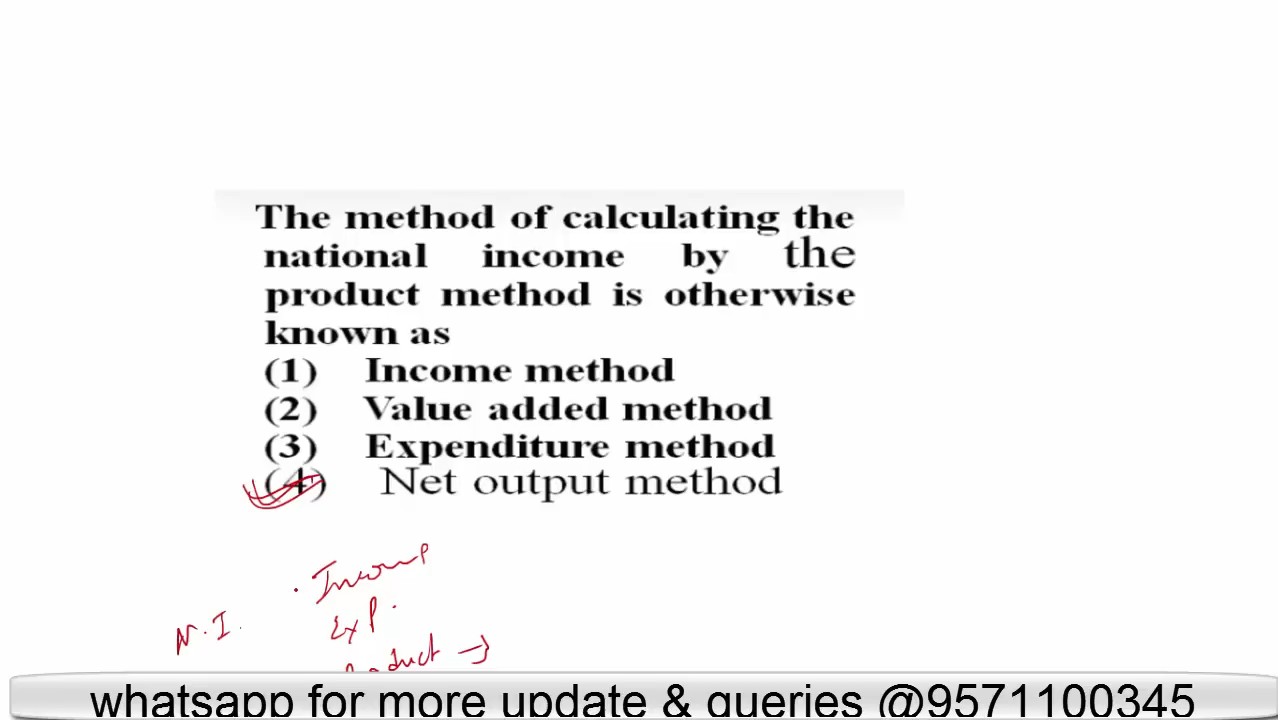 The method of calculating the
national income by the
product method is otherwise
known as
(1) Income method
(2) Value added method
(3) Expenditure method
(4) Net output method
Income
N.I.
Exp.
Product →
whatsapp for more update & queries @9571100345